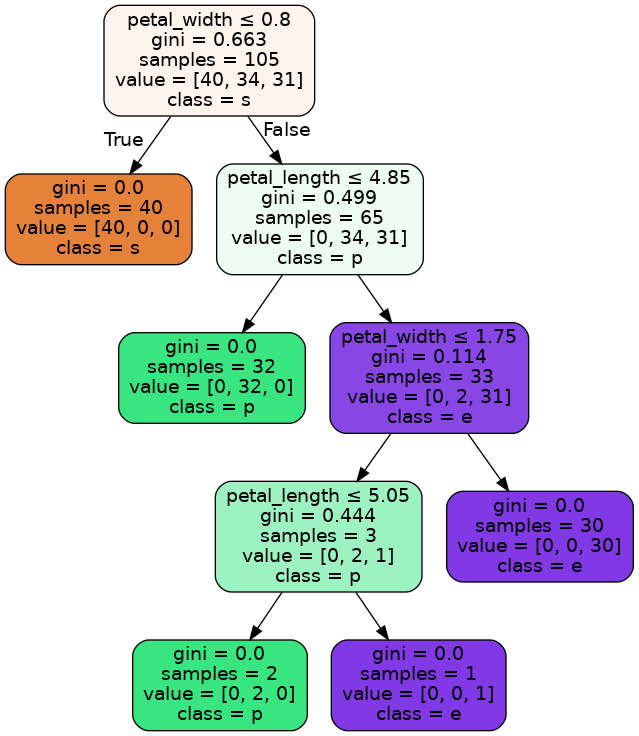 petal_width ≤ 0.8
gini = 0.663
samples = 105
value = [40, 34, 31]
class = s
True
False
gini = 0.0
samples = 40
value = [40, 0, 0]
class = s
petal_length ≤ 4.85
gini = 0.499
samples = 65
value = [0, 34, 31]
class = p
gini = 0.0
samples = 32
value = [0, 32, 0]
class = p
petal_width ≤ 1.75
gini = 0.114
samples = 33
value = [0, 2, 31]
class = e
petal_length ≤ 5.05
gini = 0.444
samples = 3
value = [0, 2, 1]
class = p
gini = 0.0
samples = 30
value = [0, 0, 30]
class = e
gini = 0.0
samples = 2
value = [0, 2, 0]
class = p
gini = 0.0
samples = 1
value = [0, 0, 1]
class = e